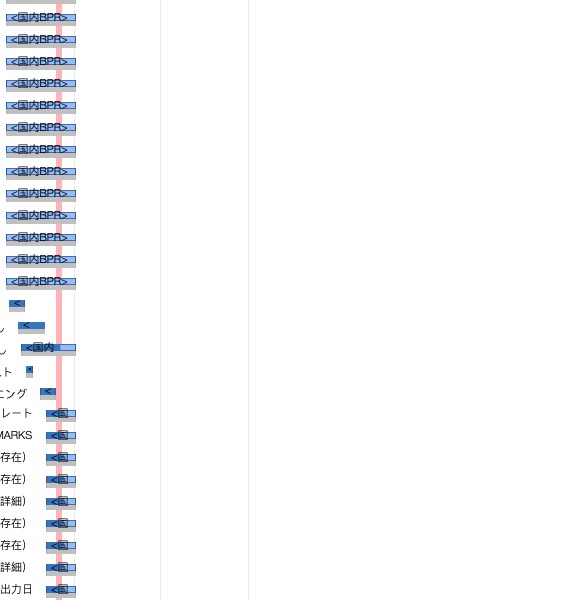 <国内BPR>
<国内BPR>
<国内BPR>
<国内BPR>
<国内BPR>
<国内BPR>
<国内BPR>
<国内BPR>
<国内BPR>
<国内BPR>
<国内BPR>
<国内BPR>
<国内BPR>
<
し <
し <国内
スト
ニング <
レート <国
MARKS <国
存在） <国
存在） <国
詳細） <国
存在） <国
存在） <国
詳細） <国
出力日 <国